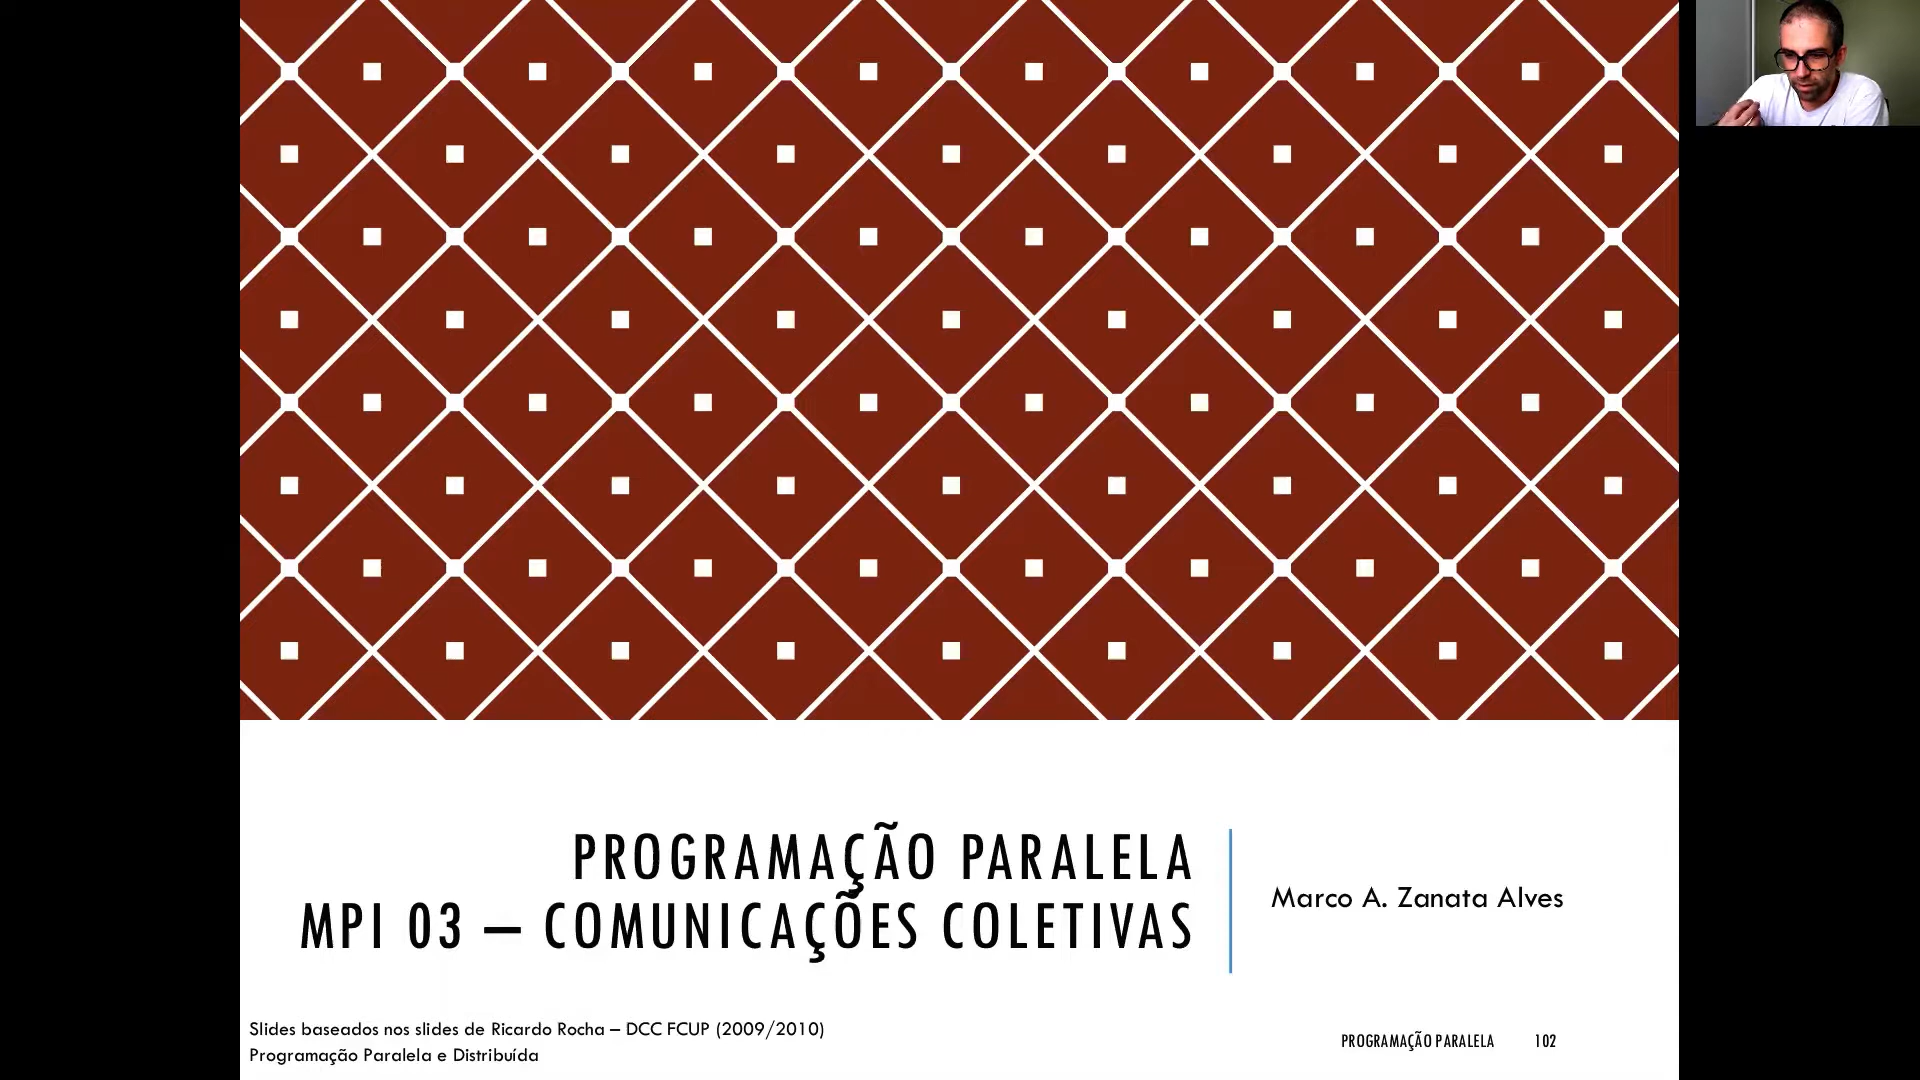 PROGRAMAÇÃO PARALELA
MPI 03 – COMUNICAÇÕES COLETIVAS
Marco A. Zanata Alves
Slides baseados nos slides de Ricardo Rocha – DCC FCUP (2009/2010)
Programação Paralela e Distribuída
PROGRAMAÇÃO PARALELA 102